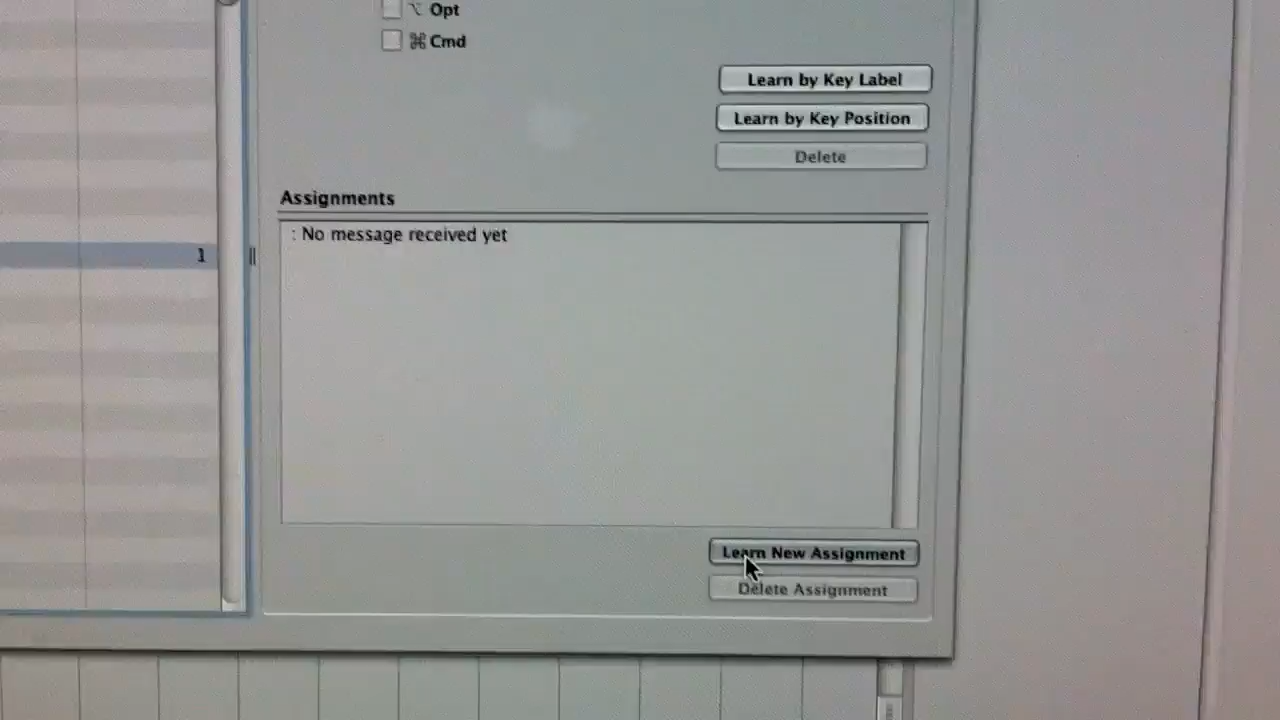 ⌥ Opt
⌘ Cmd
Learn by Key Label
Learn by Key Position
Delete
Assignments
: No message received yet
1
Learn New Assignment
Delete Assignment